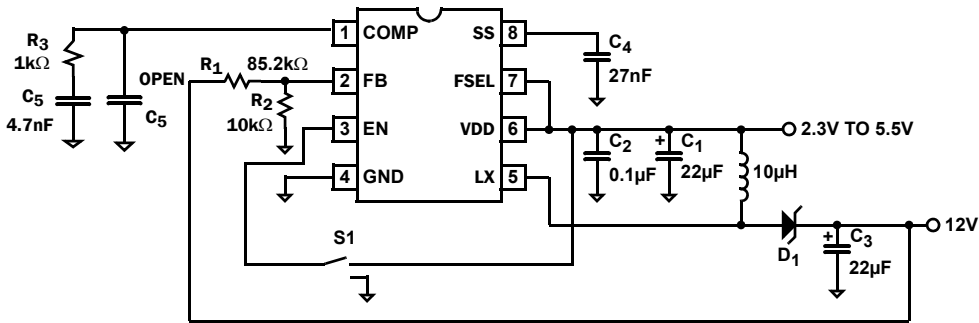 R3
1kΩ
C5
4.7nF
C5
OPEN
R1
85.2kΩ
R2
10kΩ
1 COMP
2 FB
3 EN
4 GND
SS 8
FSEL 7
VDD 6
LX 5
C4
27nF
2.3V TO 5.5V
C2
0.1µF
+ C1
22µF
10µH
12V
D1
+ C3
22µF
S1